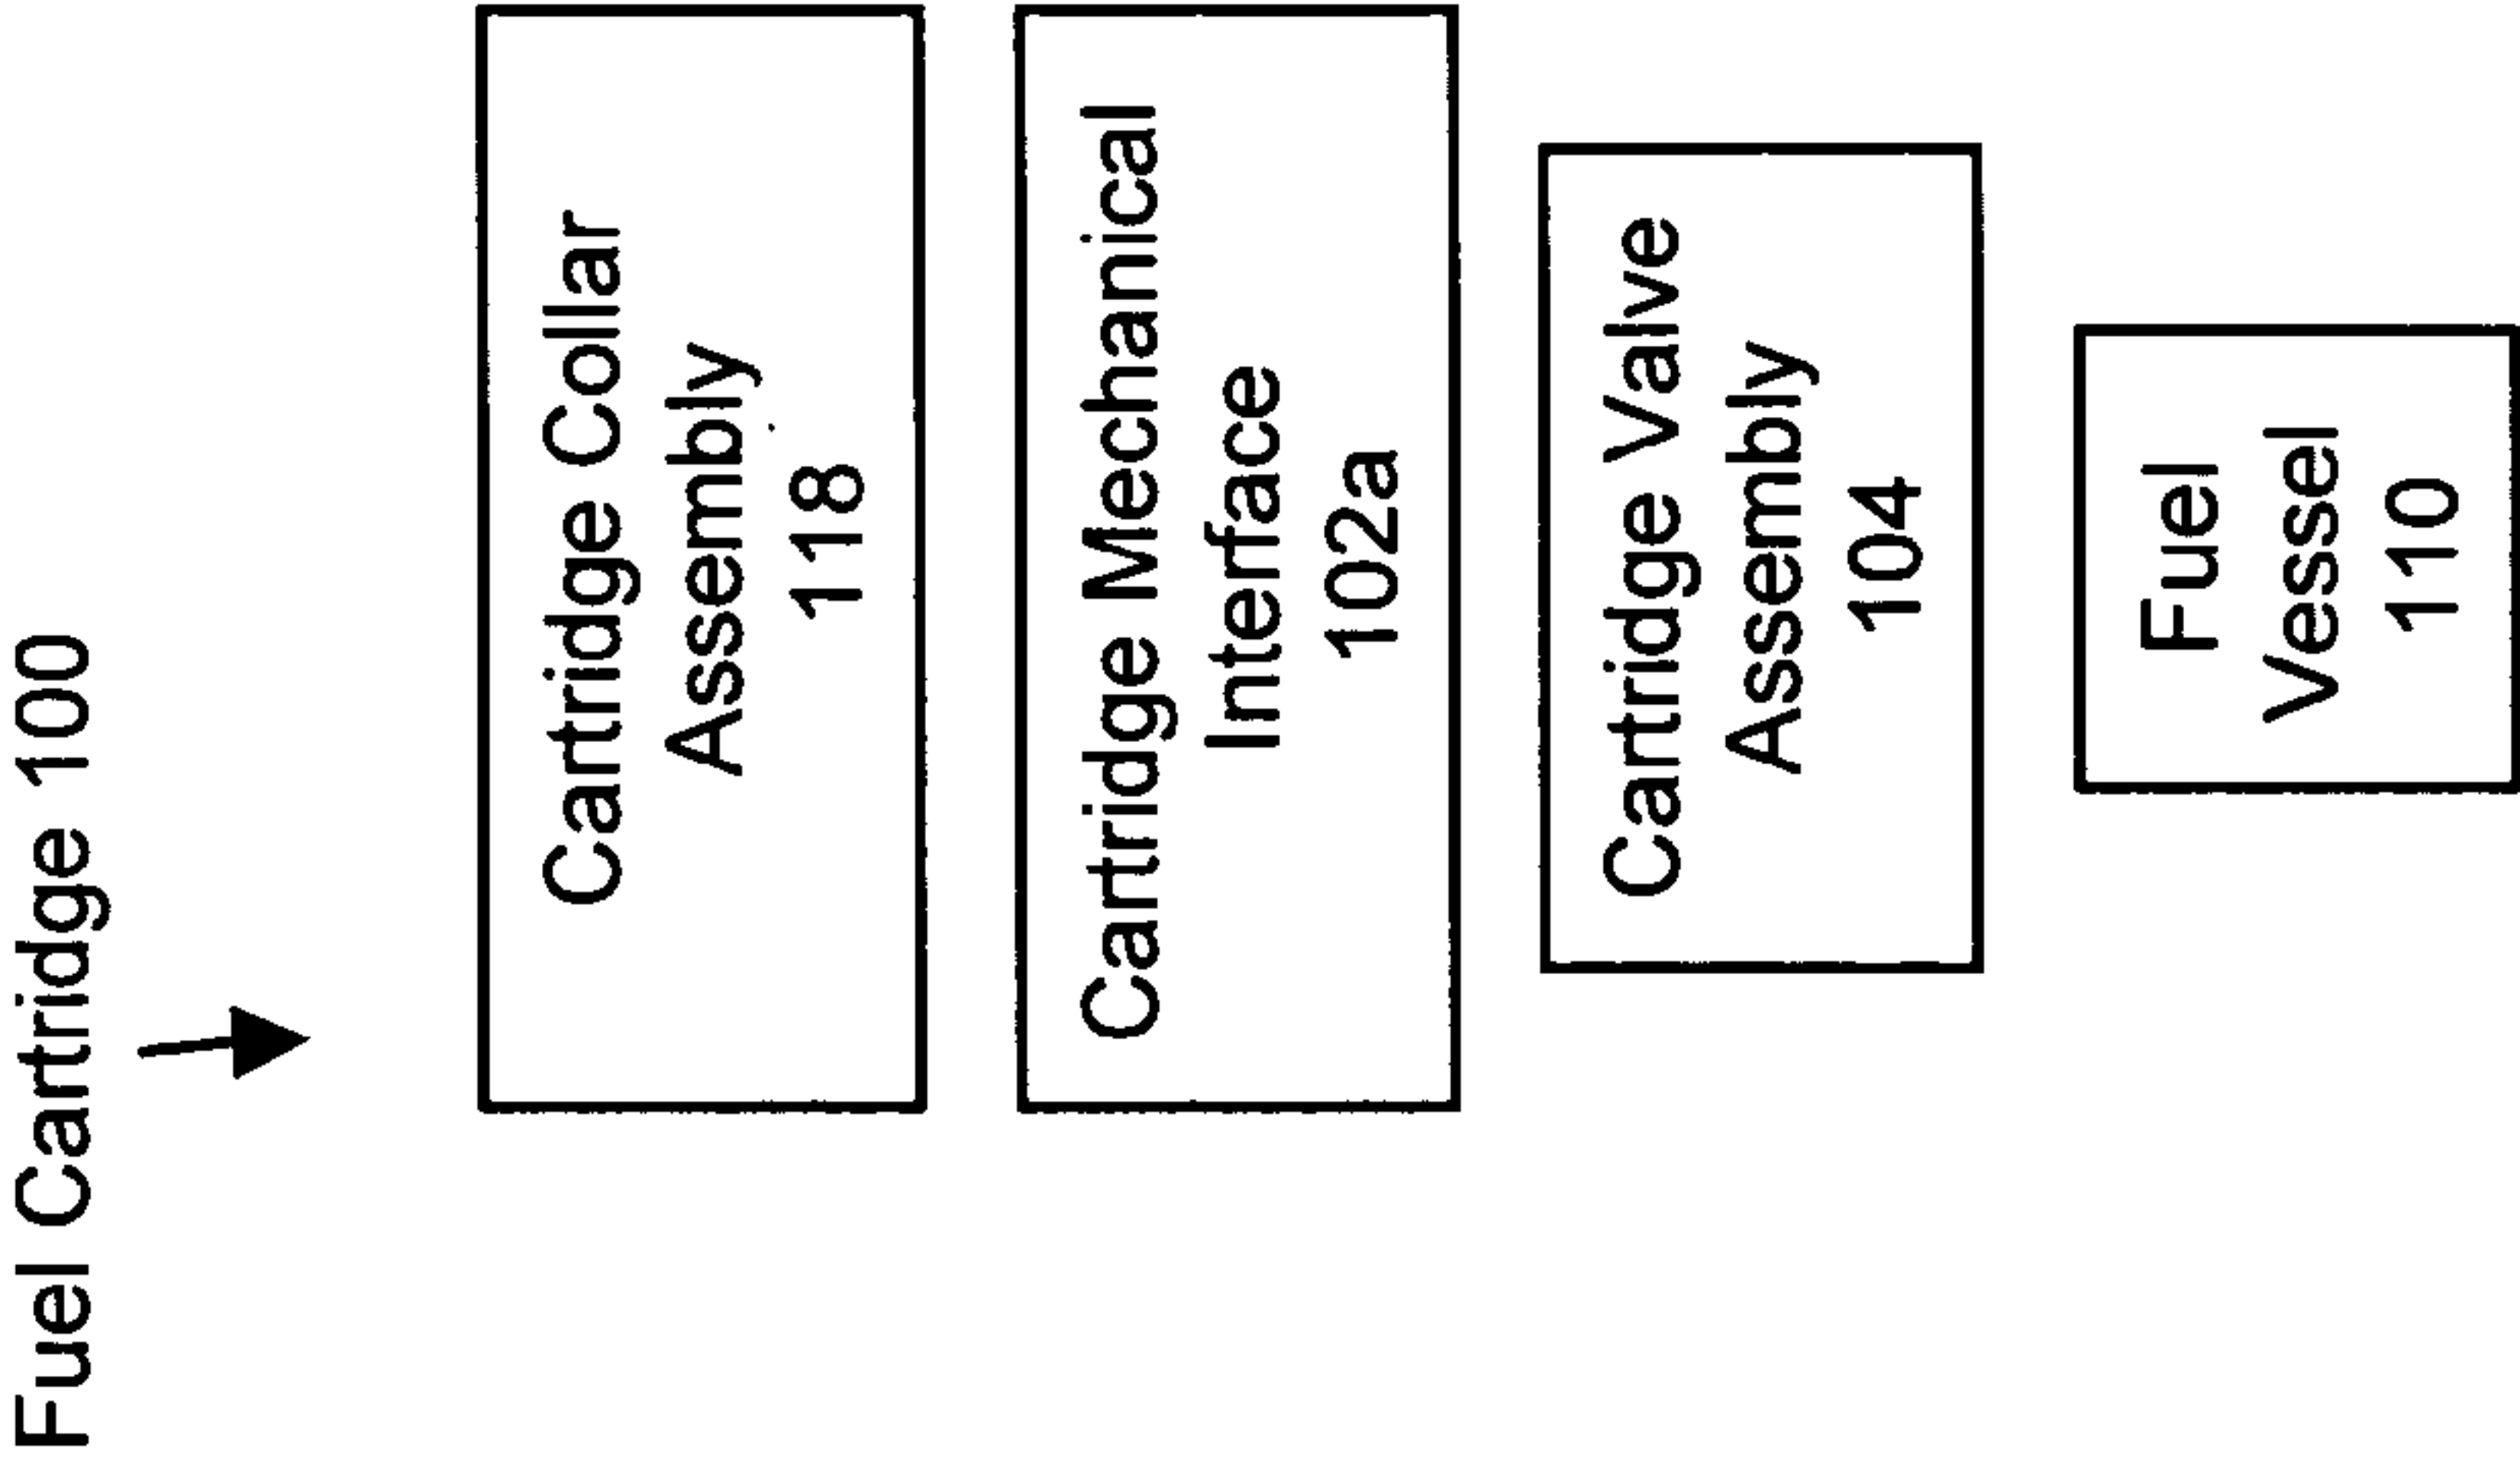 Fuel Cartridge 100
Cartridge Collar
Assembly
118
Cartridge Mechanical
Interface
102a
Cartridge Valve
Assembly
104
Fuel
Vessel
110